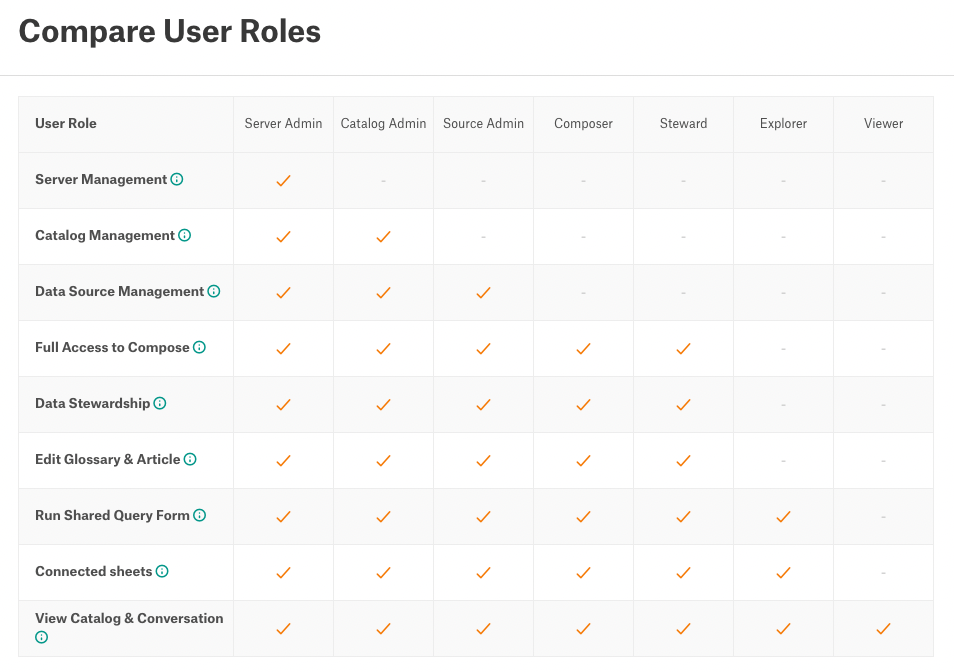 Compare User Roles
User Role Server Admin Catalog Admin Source Admin Composer Steward Explorer Viewer
Server Management ✓ - - - - - -
Catalog Management ✓ ✓ - - - - -
Data Source Management ✓ ✓ ✓ - - - -
Full Access to Compose ✓ ✓ ✓ ✓ ✓ - -
Data Stewardship ✓ ✓ ✓ ✓ ✓ - -
Edit Glossary & Article ✓ ✓ ✓ ✓ ✓ - -
Run Shared Query Form ✓ ✓ ✓ ✓ ✓ ✓ -
Connected sheets ✓ ✓ ✓ ✓ ✓ ✓ -
View Catalog & Conversation ✓ ✓ ✓ ✓ ✓ ✓ ✓